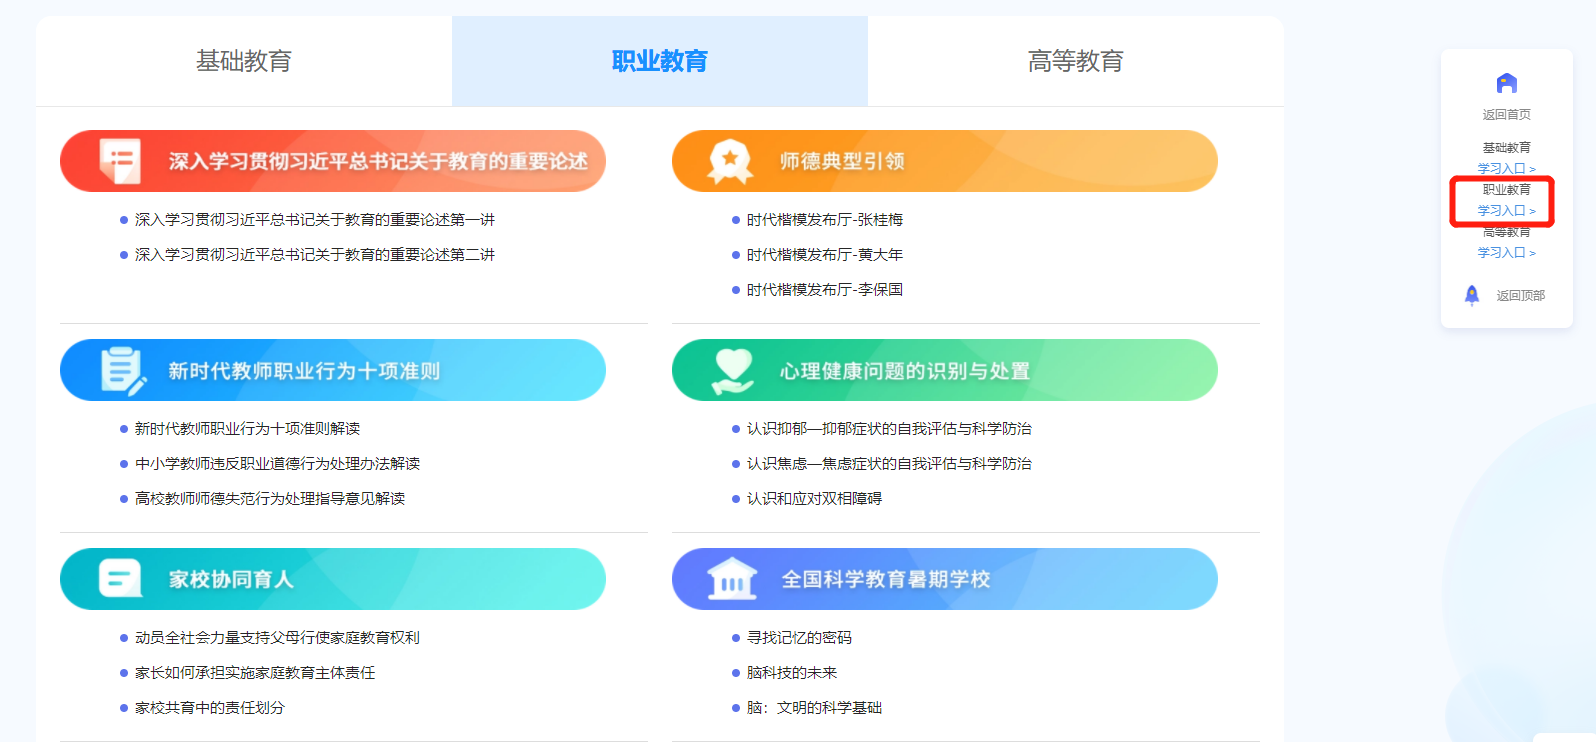 基础教育
职业教育
高等教育
深入学习贯彻习近平总书记关于教育的重要论述
深入学习贯彻习近平总书记关于教育的重要论述第一讲
深入学习贯彻习近平总书记关于教育的重要论述第二讲
师德典型引领
时代楷模发布厅-张桂梅
时代楷模发布厅-黄大年
时代楷模发布厅-李保国
新时代教师职业行为十项准则
新时代教师职业行为十项准则解读
中小学教师违反职业道德行为处理办法解读
高校教师师德失范行为处理指导意见解读
心理健康问题的识别与处置
认识抑郁—抑郁症状的自我评估与科学防治
认识焦虑—焦虑症状的自我评估与科学防治
认识和应对双相障碍
家校协同育人
动员全社会力量支持父母行使家庭教育权利
家长如何承担实施家庭教育主体责任
家校共育中的责任划分
全国科学教育暑期学校
寻找记忆的密码
脑科技的未来
脑：文明的科学基础
返回首页
基础教育
学习入口 >
职业教育
学习入口 >
高等教育
学习入口 >
返回顶部